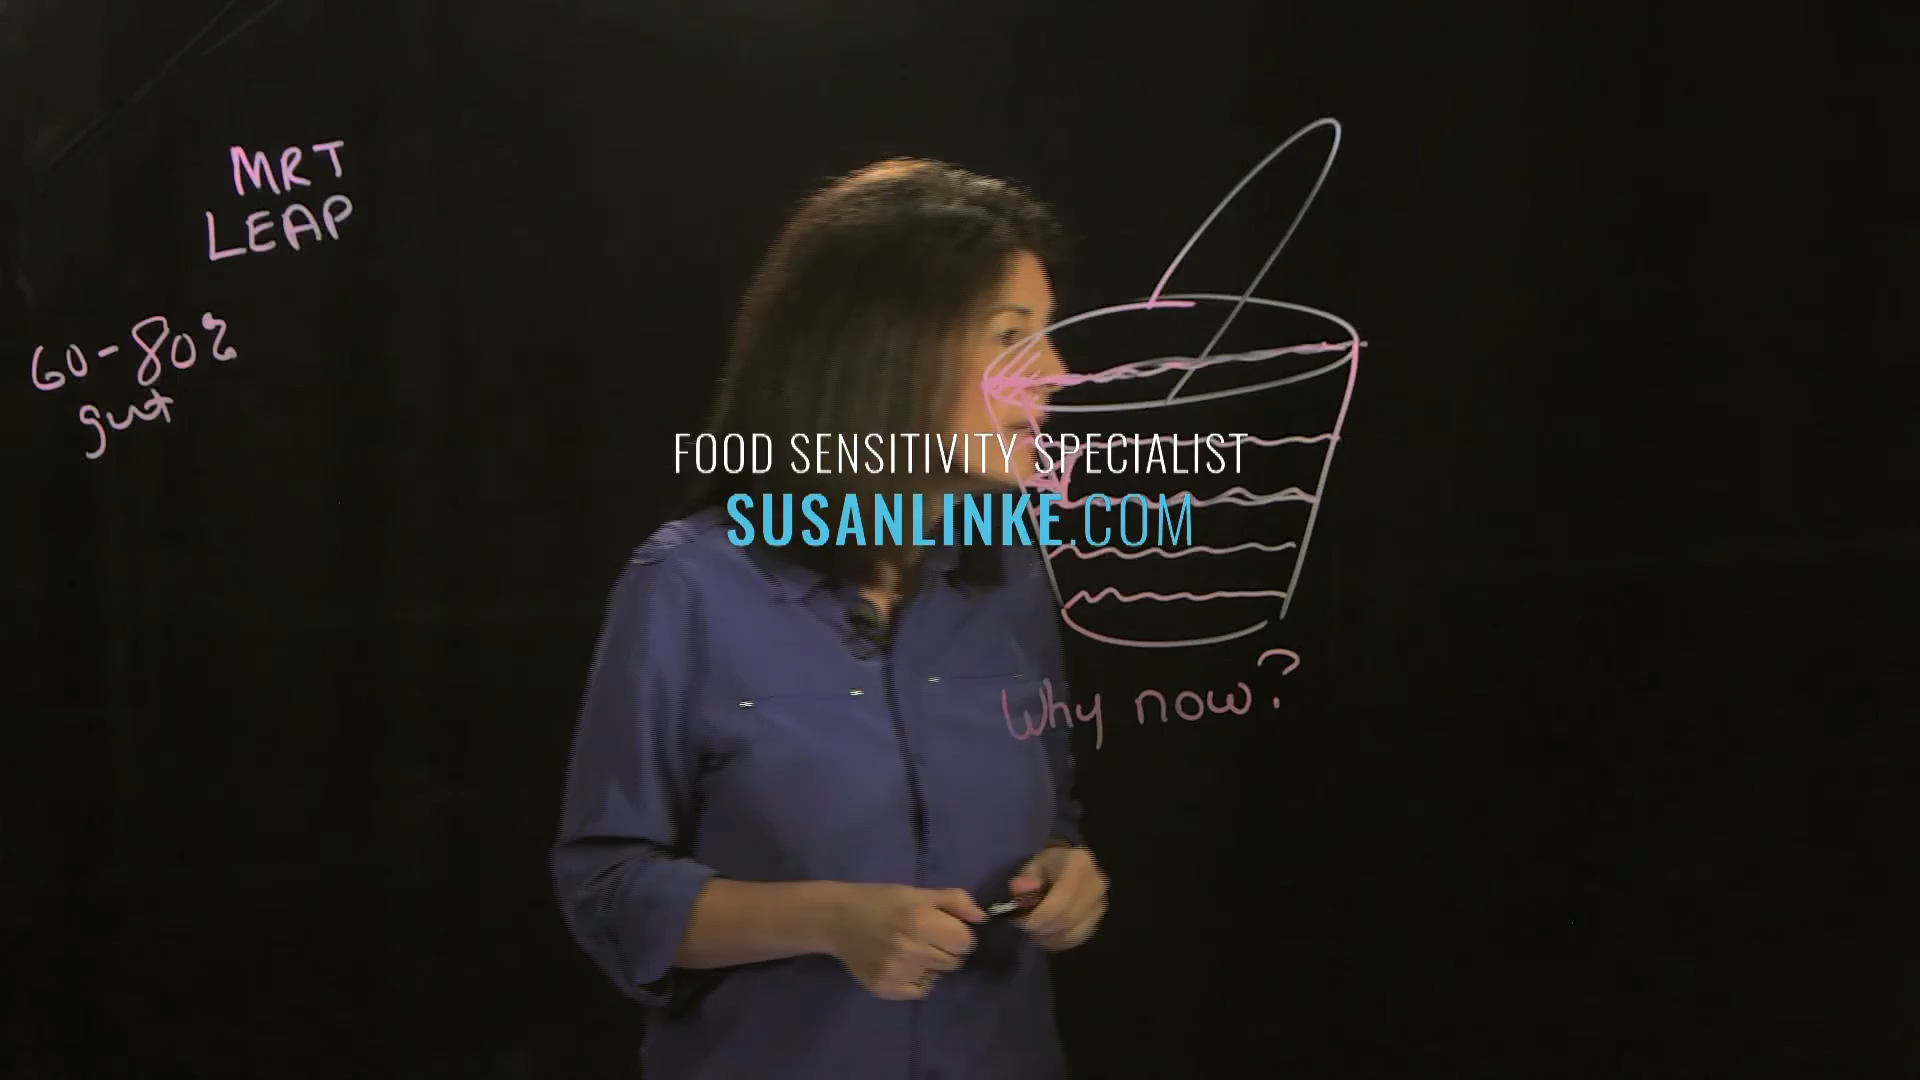 MRT
LEAP
60-80%
gut
FOOD SENSITIVITY SPECIALIST
SUSANLINKE.COM
Why now?